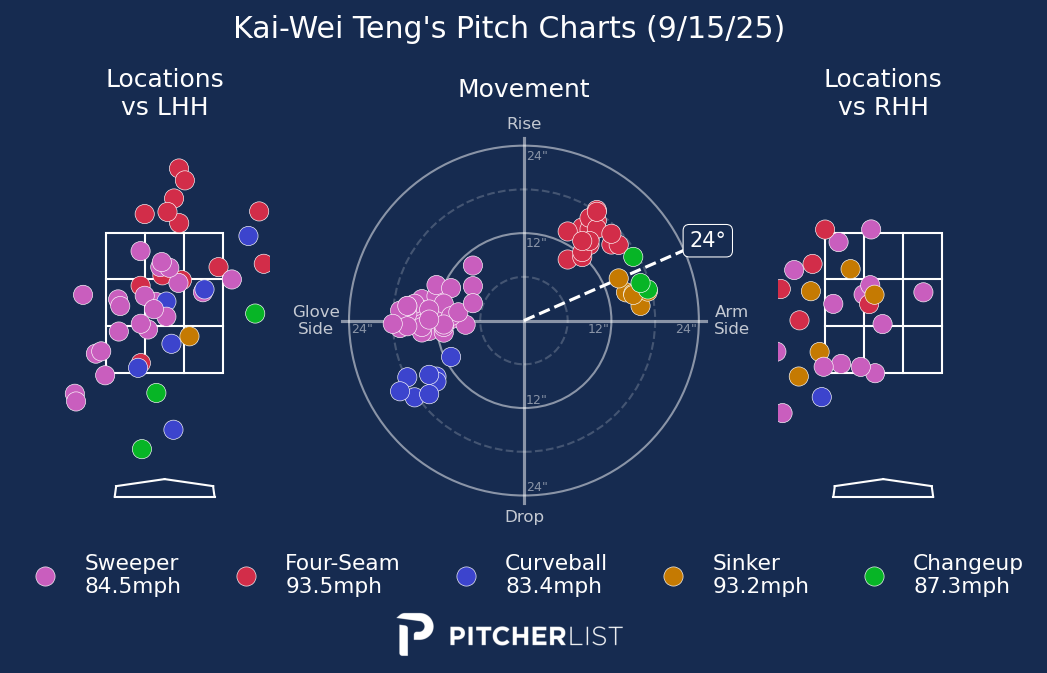 Kai-Wei Teng's Pitch Charts (9/15/25)
Locations
vs LHH
Movement
Locations
vs RHH
Rise
24"
12"
24°
Glove
Side
24"
12"
24"
Arm
Side
12"
24"
Drop
Sweeper
84.5mph
Four-Seam
93.5mph
Curveball
83.4mph
Sinker
93.2mph
Changeup
87.3mph
PITCHERLIST